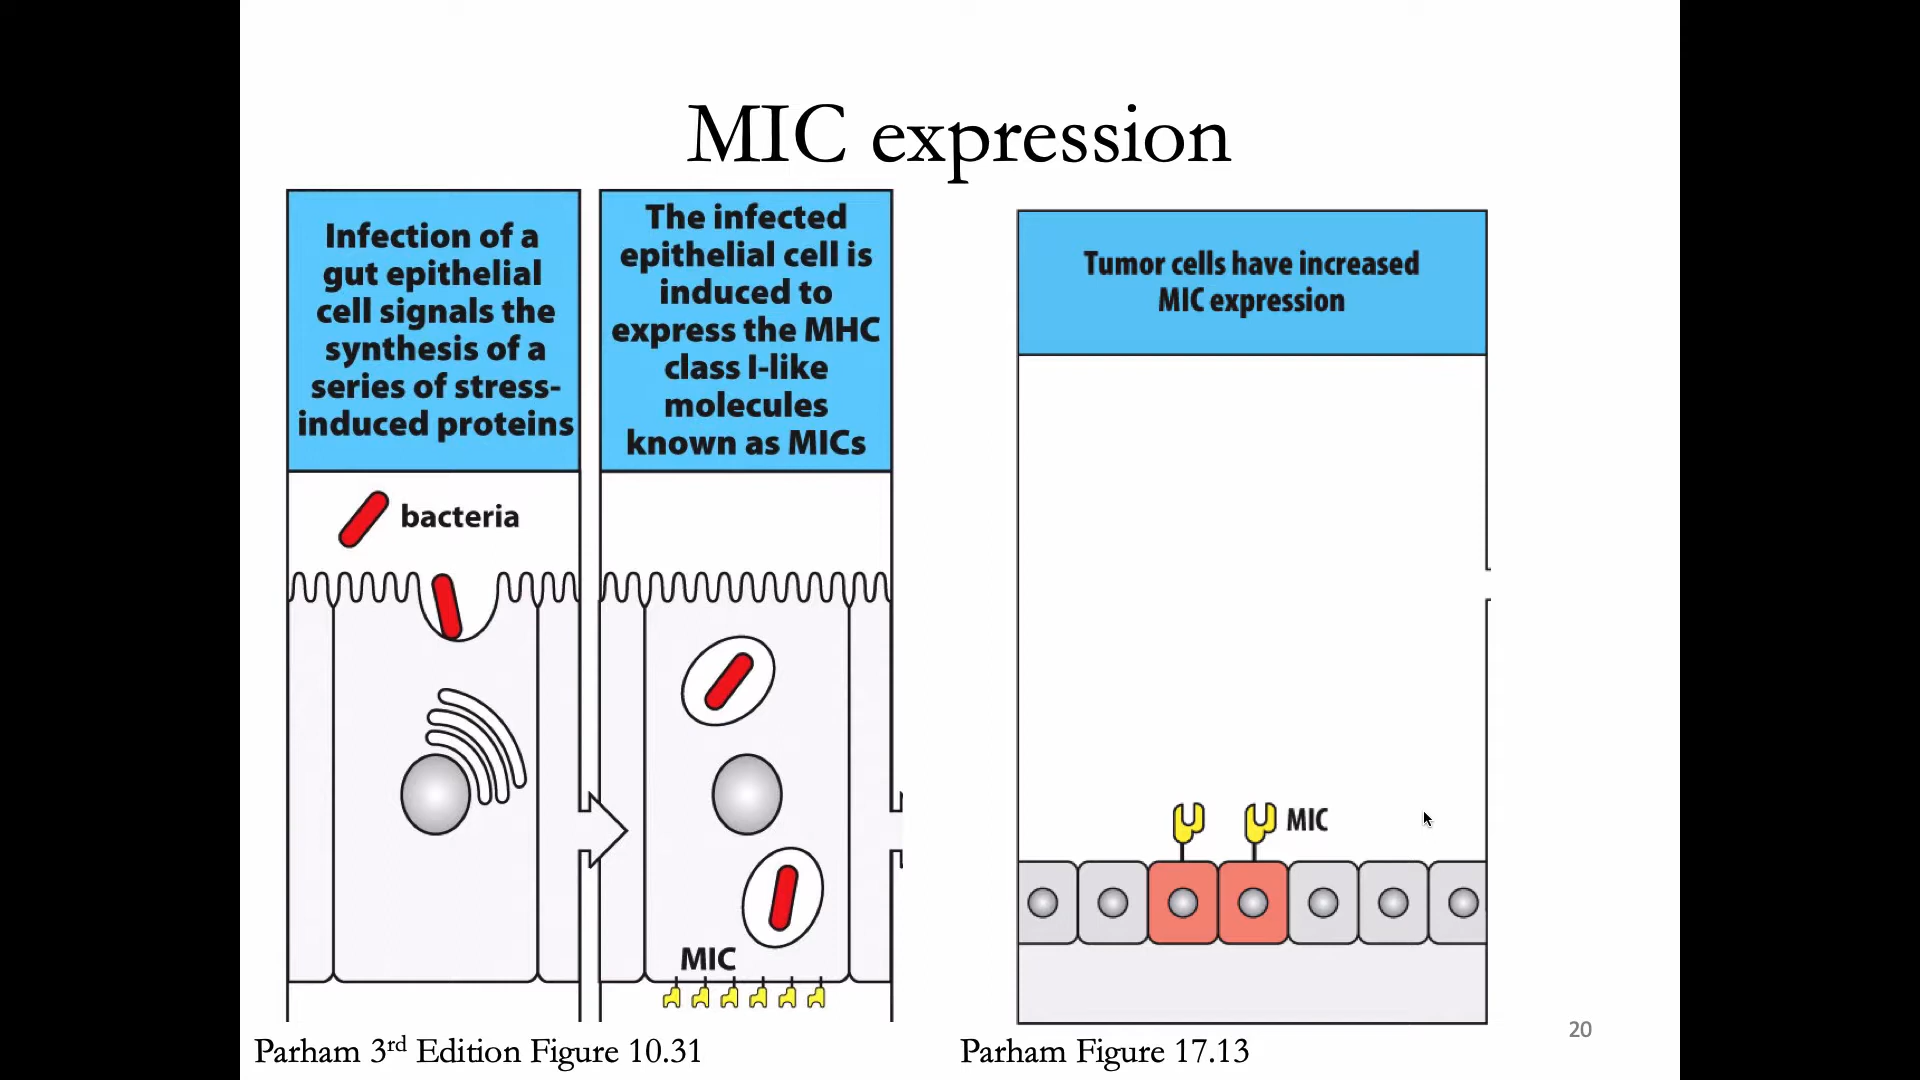 MIC expression
Infection of a
gut epithelial
cell signals the
synthesis of a
series of stress-
induced proteins
bacteria
The infected
epithelial cell is
induced to
express the MHC
class I-like
molecules
known as MICs
MIC
Tumor cells have increased
MIC expression
MIC
Parham 3rd Edition Figure 10.31
Parham Figure 17.13
20